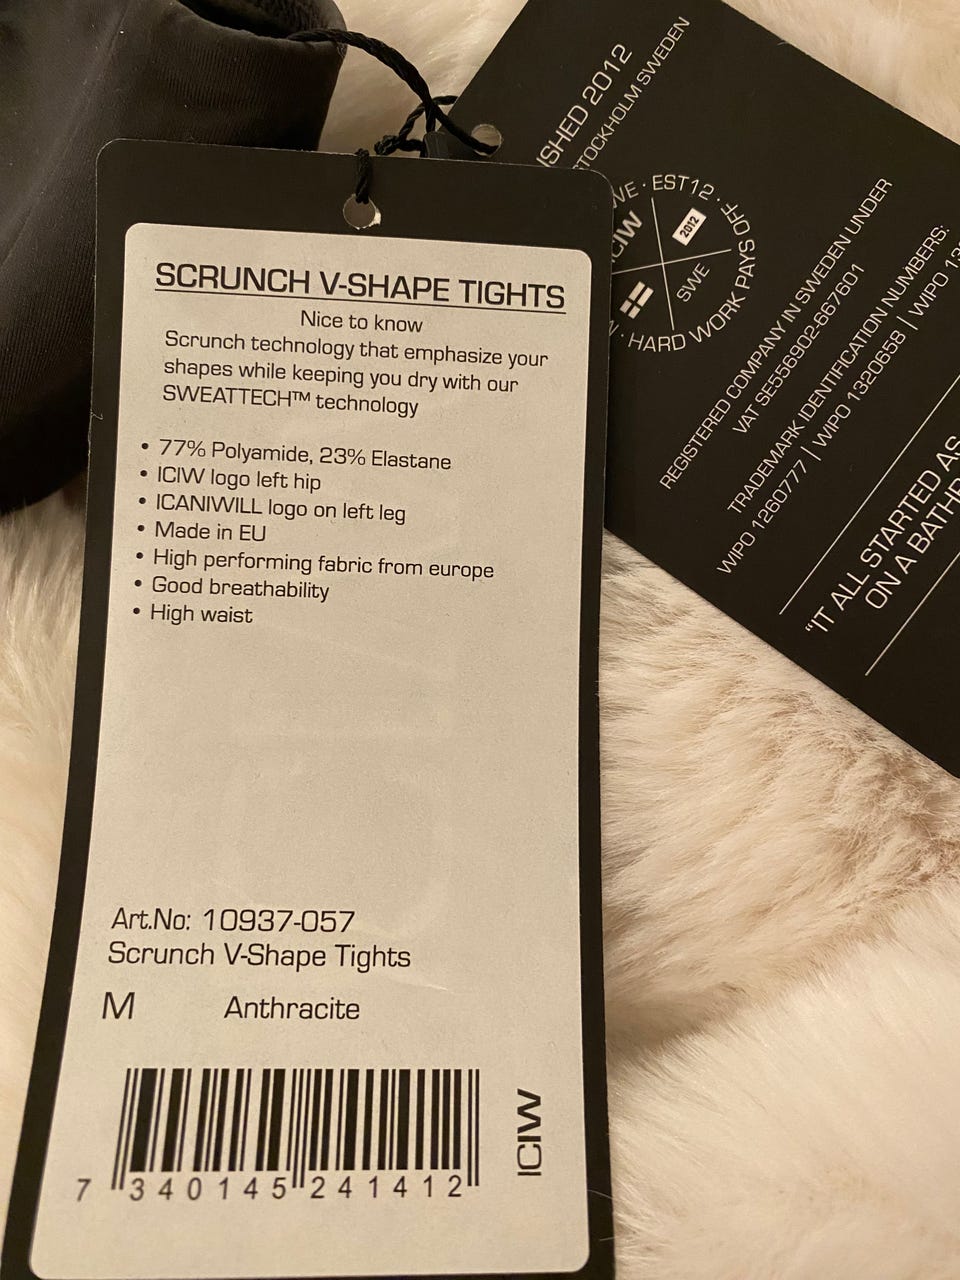 SCRUNCH V-SHAPE TIGHTS
Nice to know
Scrunch technology that emphasize your
shapes while keeping you dry with our
SWEATTECH™ technology
• 77% Polyamide, 23% Elastane
• ICIW logo left hip
• ICANIWILL logo on left leg
• Made in EU
• High performing fabric from europe
• Good breathability
• High waist
Art.No: 10937-057
Scrunch V-Shape Tights
M Anthracite
7 340145 241412
ICIW
2012
STOCKHOLM SWEDEN
· EST12 ·
2012
SWE
· HARD WORK PAYS OFF
REGISTERED COMPANY IN SWEDEN UNDER
VAT SE556902-667601
TRADEMARK IDENTIFICATION NUMBERS:
WIPO 1260777 | WIPO 1320658 | WIPO
"IT ALL STARTED AS
ON A